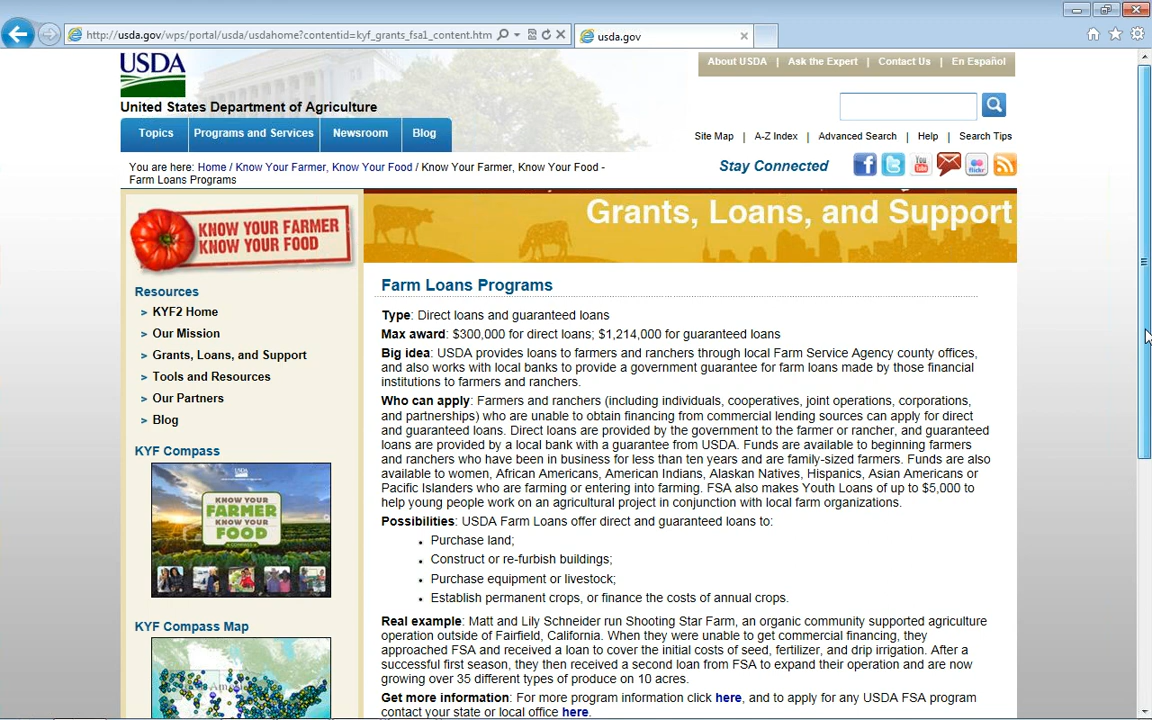 http://usda.gov/wps/portal/usda/usdahome?contentid=kyf_grants_fsa1_content.htm
usda.gov
USDA
United States Department of Agriculture
About USDA | Ask the Expert | Contact Us | En Español
Topics
Programs and Services
Newsroom
Blog
Site Map | A-Z Index | Advanced Search | Help | Search Tips
Stay Connected
You Tube
flickr
You are here: Home / Know Your Farmer, Know Your Food / Know Your Farmer, Know Your Food -
Farm Loans Programs
KNOW YOUR FARMER
KNOW YOUR FOOD
Grants, Loans, and Support
Resources
> KYF2 Home
> Our Mission
> Grants, Loans, and Support
> Tools and Resources
> Our Partners
> Blog
KYF Compass
USDA
KNOW YOUR
FARMER
KNOW YOUR
FOOD
KYF Compass Map
Farm Loans Programs
Type: Direct loans and guaranteed loans
Max award: $300,000 for direct loans; $1,214,000 for guaranteed loans
Big idea: USDA provides loans to farmers and ranchers through local Farm Service Agency county offices,
and also works with local banks to provide a government guarantee for farm loans made by those financial
institutions to farmers and ranchers.
Who can apply: Farmers and ranchers (including individuals, cooperatives, joint operations, corporations,
and partnerships) who are unable to obtain financing from commercial lending sources can apply for direct
and guaranteed loans. Direct loans are provided by the government to the farmer or rancher, and guaranteed
loans are provided by a local bank with a guarantee from USDA. Funds are available to beginning farmers
and ranchers who have been in business for less than ten years and are family-sized farmers. Funds are also
available to women, African Americans, American Indians, Alaskan Natives, Hispanics, Asian Americans or
Pacific Islanders who are farming or entering into farming. FSA also makes Youth Loans of up to $5,000 to
help young people work on an agricultural project in conjunction with local farm organizations.
Possibilities: USDA Farm Loans offer direct and guaranteed loans to:
• Purchase land;
• Construct or re-furbish buildings;
• Purchase equipment or livestock;
• Establish permanent crops, or finance the costs of annual crops.
Real example: Matt and Lily Schneider run Shooting Star Farm, an organic community supported agriculture
operation outside of Fairfield, California. When they were unable to get commercial financing, they
approached FSA and received a loan to cover the initial costs of seed, fertilizer, and drip irrigation. After a
successful first season, they then received a second loan from FSA to expand their operation and are now
growing over 35 different types of produce on 10 acres.
Get more information: For more program information click here, and to apply for any USDA FSA program
contact your state or local office here.